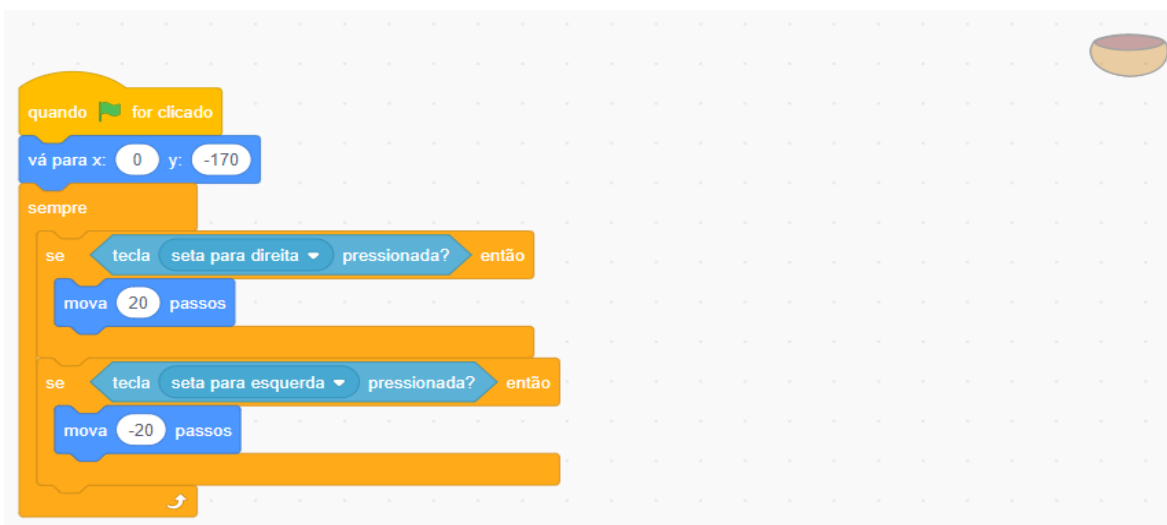 quando for clicado
vá para x: 0 y: -170
sempre
se tecla seta para direita pressionada? então
mova 20 passos
se tecla seta para esquerda pressionada? então
mova -20 passos